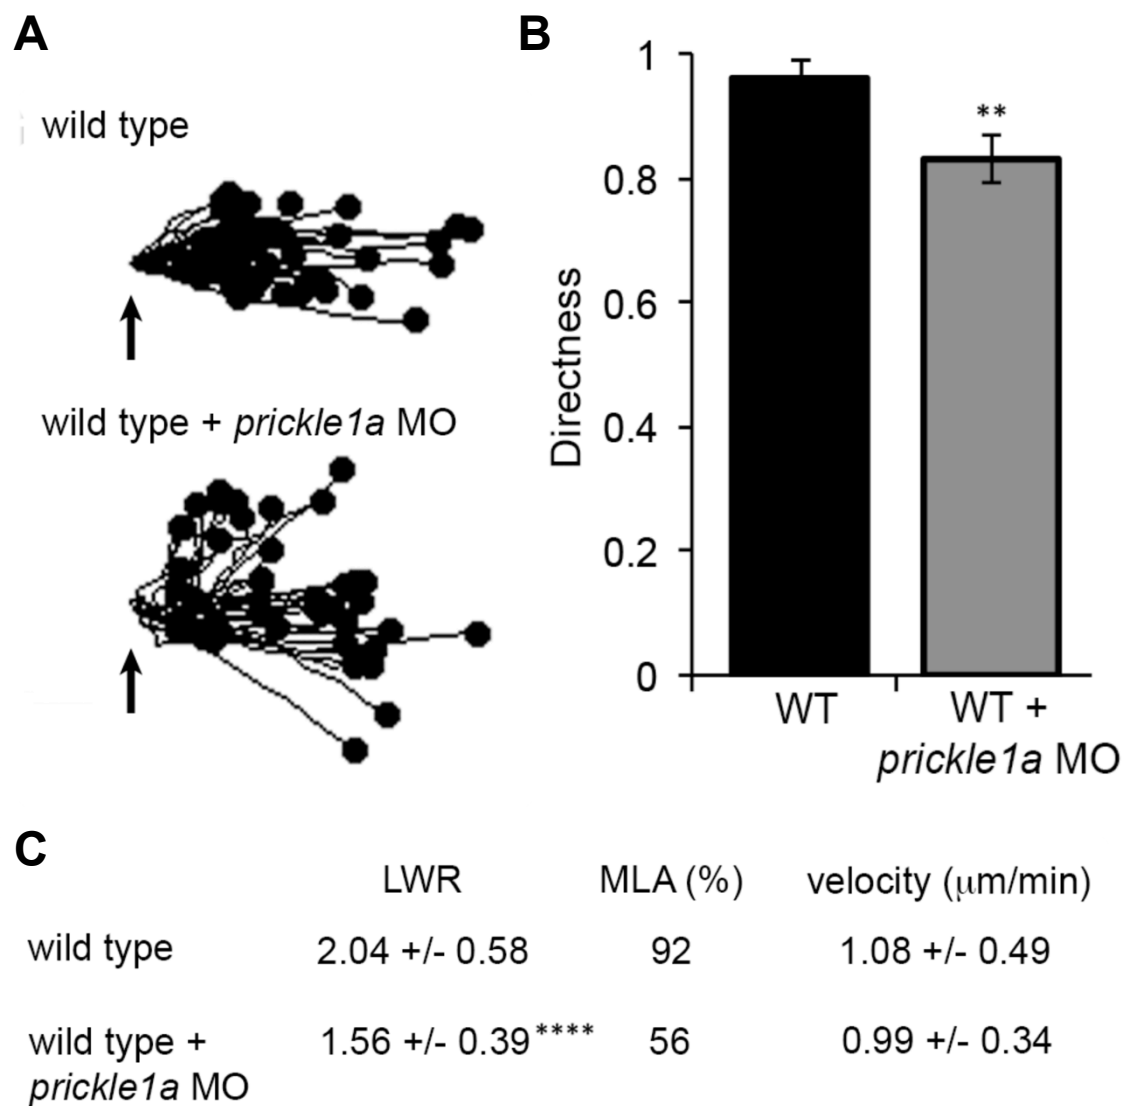 A
wild type
wild type + prickle1a MO
B
1
0.8
0.6
0.4
0.2
0
Directness
**
WT
WT +
prickle1a MO
C
LWR MLA (%) velocity (μm/min)
wild type 2.04 +/- 0.58 92 1.08 +/- 0.49
wild type + 1.56 +/- 0.39**** 56 0.99 +/- 0.34
prickle1a MO